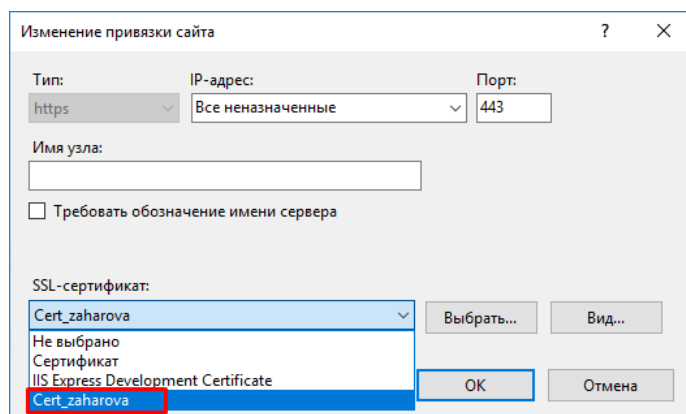 Изменение привязки сайта ? X
Тип: IP-адрес: Порт:
https Все неназначенные 443
Имя узла:
Требовать обозначение имени сервера
SSL-сертификат:
Cert_zaharova Выбрать... Вид...
Не выбрано
Сертификат
IIS Express Development Certificate
Cert_zaharova OK Отмена